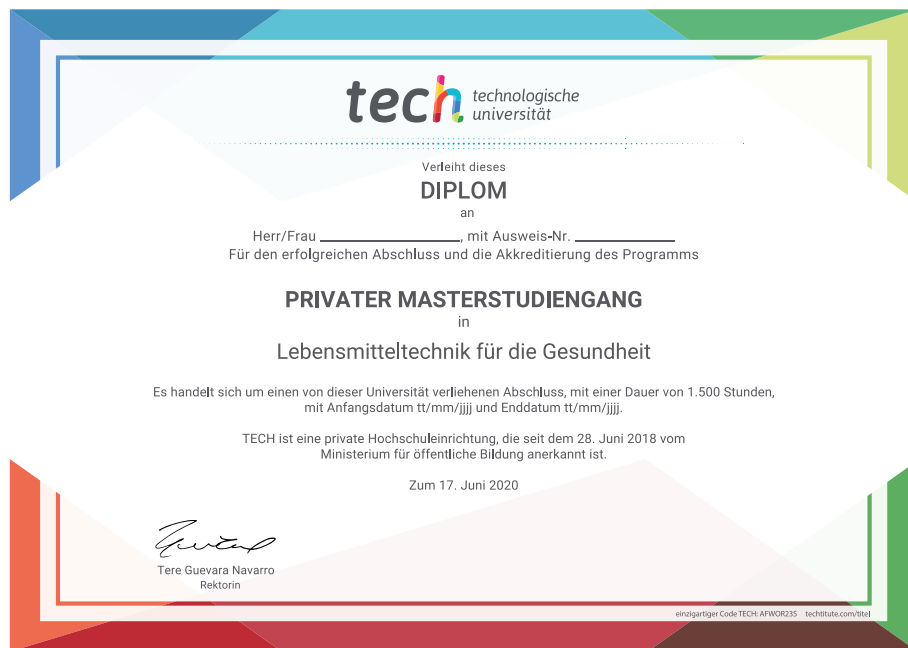 tech technologische
universität
Verleiht dieses
DIPLOM
an
Herr/Frau ____________________, mit Ausweis-Nr. ______________
Für den erfolgreichen Abschluss und die Akkreditierung des Programms
PRIVATER MASTERSTUDIENGANG
in
Lebensmitteltechnik für die Gesundheit
Es handelt sich um einen von dieser Universität verliehenen Abschluss, mit einer Dauer von 1.500 Stunden,
mit Anfangsdatum tt/mm/jjjj und Enddatum tt/mm/jjjj.
TECH ist eine private Hochschuleinrichtung, die seit dem 28. Juni 2018 vom
Ministerium für öffentliche Bildung anerkannt ist.
Zum 17. Juni 2020
Tere Guevara Navarro
Rektorin
einzigartiger Code TECH: AFWOR23S techtitute.com/titel